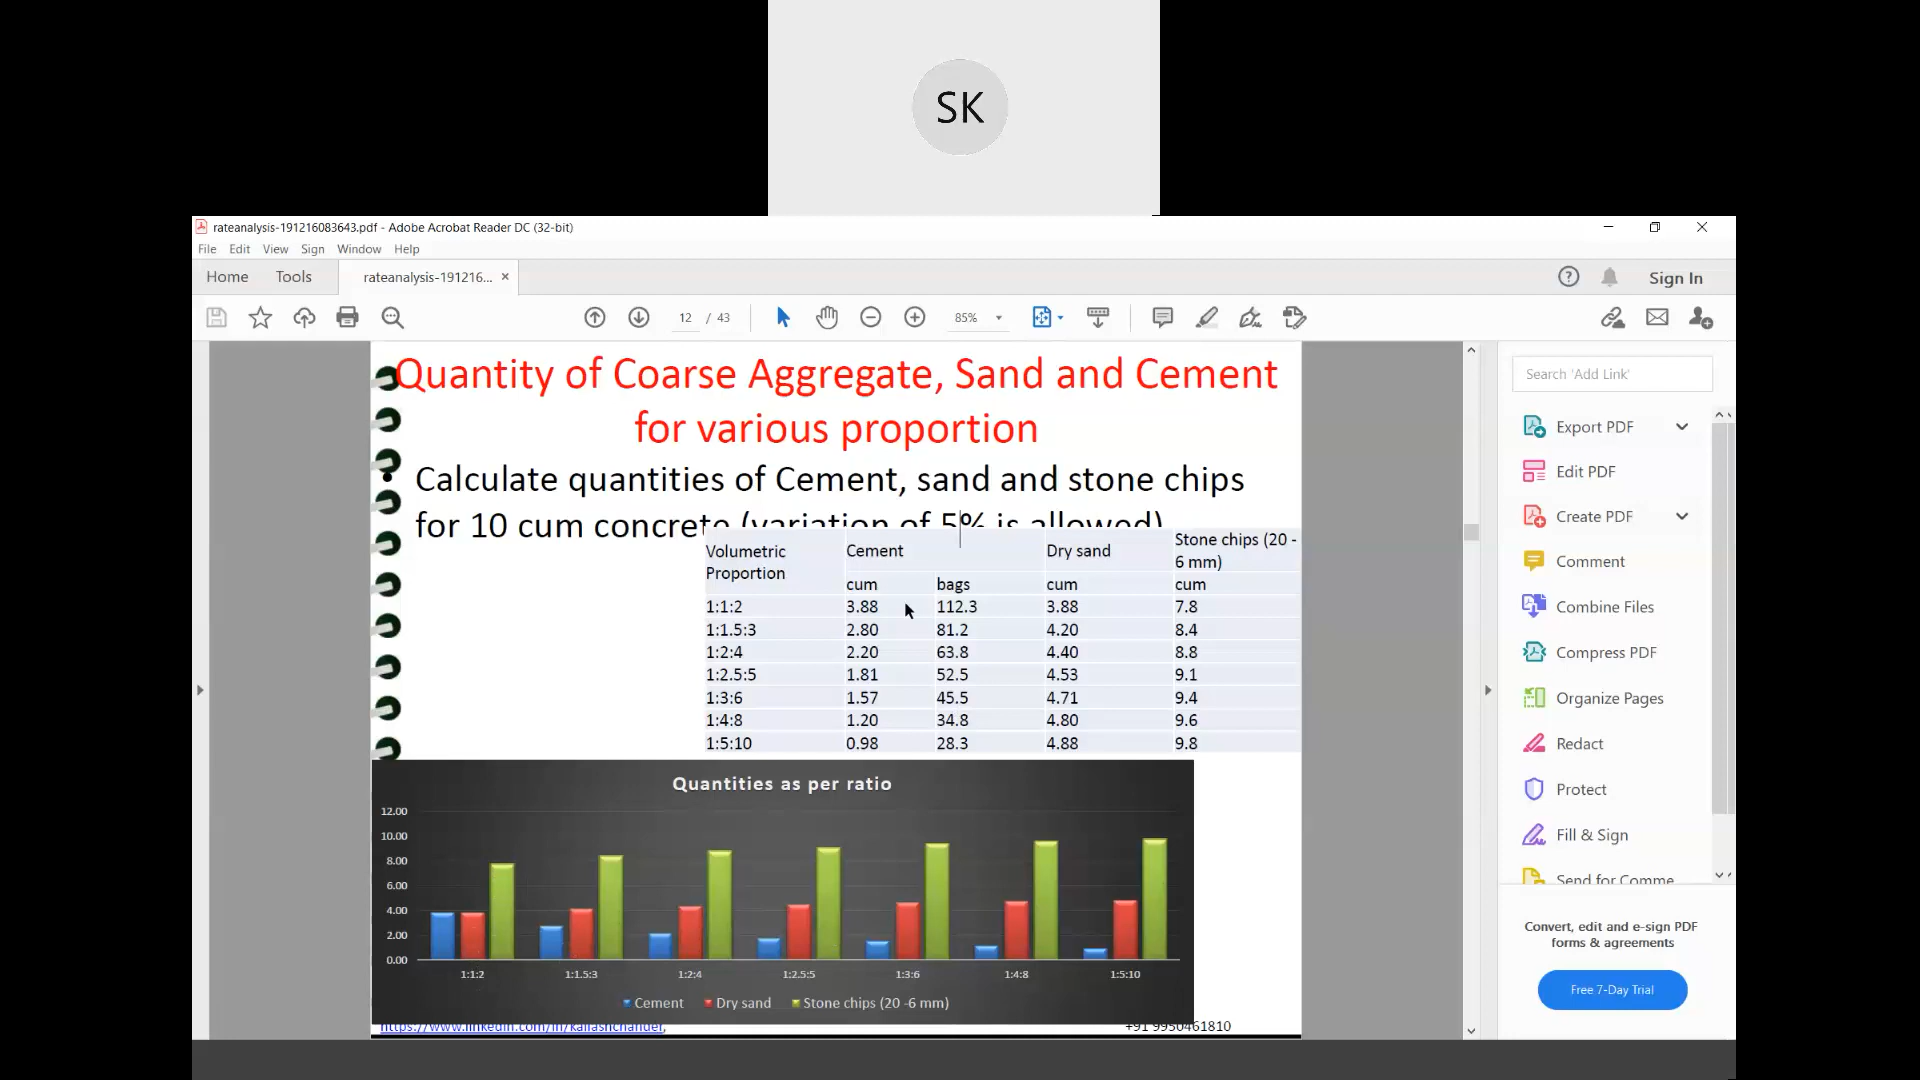 SK
rateanalysis-191216083643.pdf - Adobe Acrobat Reader DC (32-bit)
File Edit View Sign Window Help
Home Tools rateanalysis-191216... × Sign In
12 / 43 85%
Quantity of Coarse Aggregate, Sand and Cement
for various proportion
• Calculate quantities of Cement, sand and stone chips
for 10 cum concrete (variation of 5% is allowed)
Volumetric Proportion Cement Dry sand Stone chips (20 - 6 mm)
cum bags cum cum
1:1:2 3.88 112.3 3.88 7.8
1:1.5:3 2.80 81.2 4.20 8.4
1:2:4 2.20 63.8 4.40 8.8
1:2.5:5 1.81 52.5 4.53 9.1
1:3:6 1.57 45.5 4.71 9.4
1:4:8 1.20 34.8 4.80 9.6
1:5:10 0.98 28.3 4.88 9.8
Quantities as per ratio
12.00
10.00
8.00
6.00
4.00
2.00
0.00
1:1:2 1:1.5:3 1:2:4 1:2.5:5 1:3:6 1:4:8 1:5:10
Cement Dry sand Stone chips (20 -6 mm)
https://www.linkedin.com/in/kailashchander, +91 9950461810
Search 'Add Link'
Export PDF
Edit PDF
Create PDF
Comment
Combine Files
Compress PDF
Organize Pages
Redact
Protect
Fill & Sign
Send for Comme
Convert, edit and e-sign PDF
forms & agreements
Free 7-Day Trial